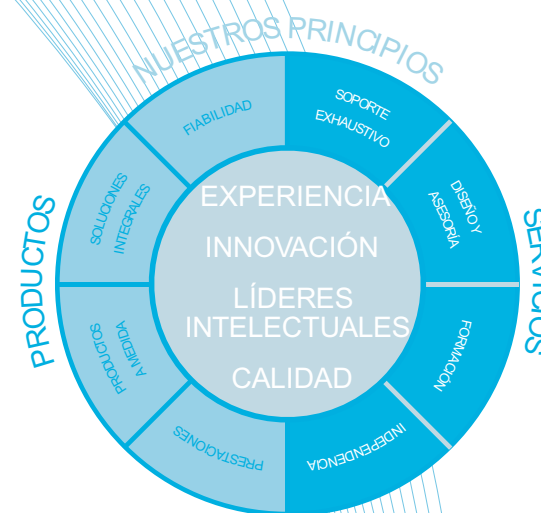 NUESTROS PRINCIPIOS
PRODUCTOS
SERVICIOS
FIABILIDAD
SOPORTE
EXHAUSTIVO
DISEÑO Y
ASESORÍA
FORMACIÓN
INDEPENDENCIA
PRESTACIONES
PRODUCTOS
A MEDIDA
SOLUCIONES
INTEGRALES
EXPERIENCIA
INNOVACIÓN
LÍDERES
INTELECTUALES
CALIDAD